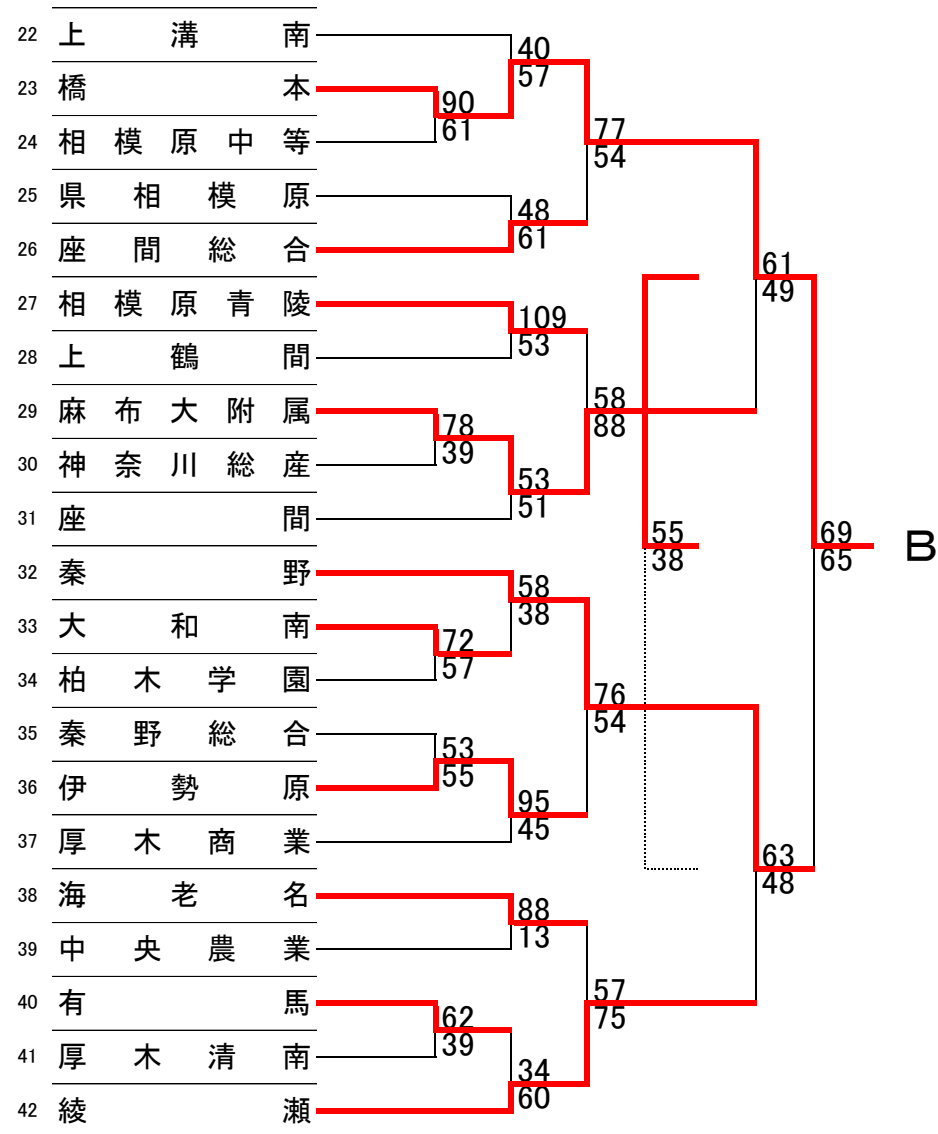 22 上溝南
40
57
23 橋本
90
61
24 相模原中等
77
54
25 県相模原
48
61
26 座間総合
61
49
27 相模原青陵
109
53
28 上鶴間
58
88
29 麻布大附属
78
39
30 神奈川総産
53
51
31 座間
55
38
69
65
B
32 秦野
58
38
33 大和南
72
57
34 柏木学園
76
54
35 秦野総合
53
55
36 伊勢原
95
45
37 厚木商業
63
48
38 海老名
88
13
39 中央農業
57
75
40 有馬
62
39
41 厚木清南
34
60
42 綾瀬